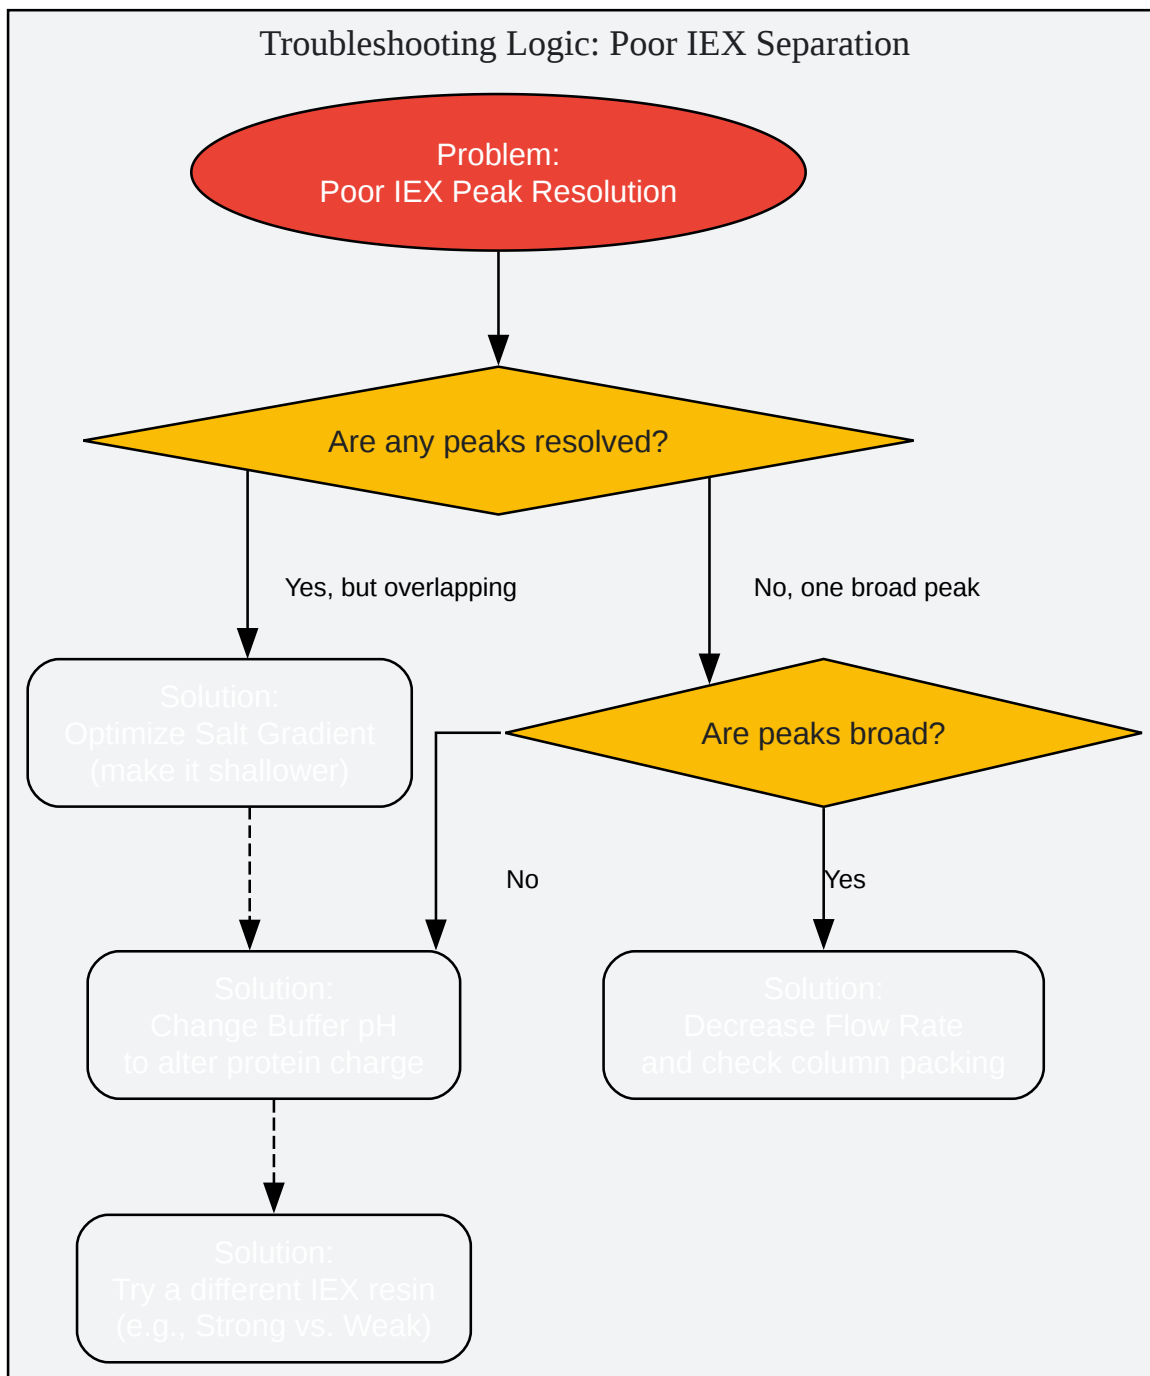 Troubleshooting Logic: Poor IEX Separation
Problem:
Poor IEX Peak Resolution
Are any peaks resolved?
Yes, but overlapping
No, one broad peak
Solution:
Optimize Salt Gradient
(make it shallower)
Are peaks broad?
No
Yes
Solution:
Change Buffer pH
to alter protein charge
Solution:
Decrease Flow Rate
and check column packing
Solution:
Try a different IEX resin
(e.g., Strong vs. Weak)